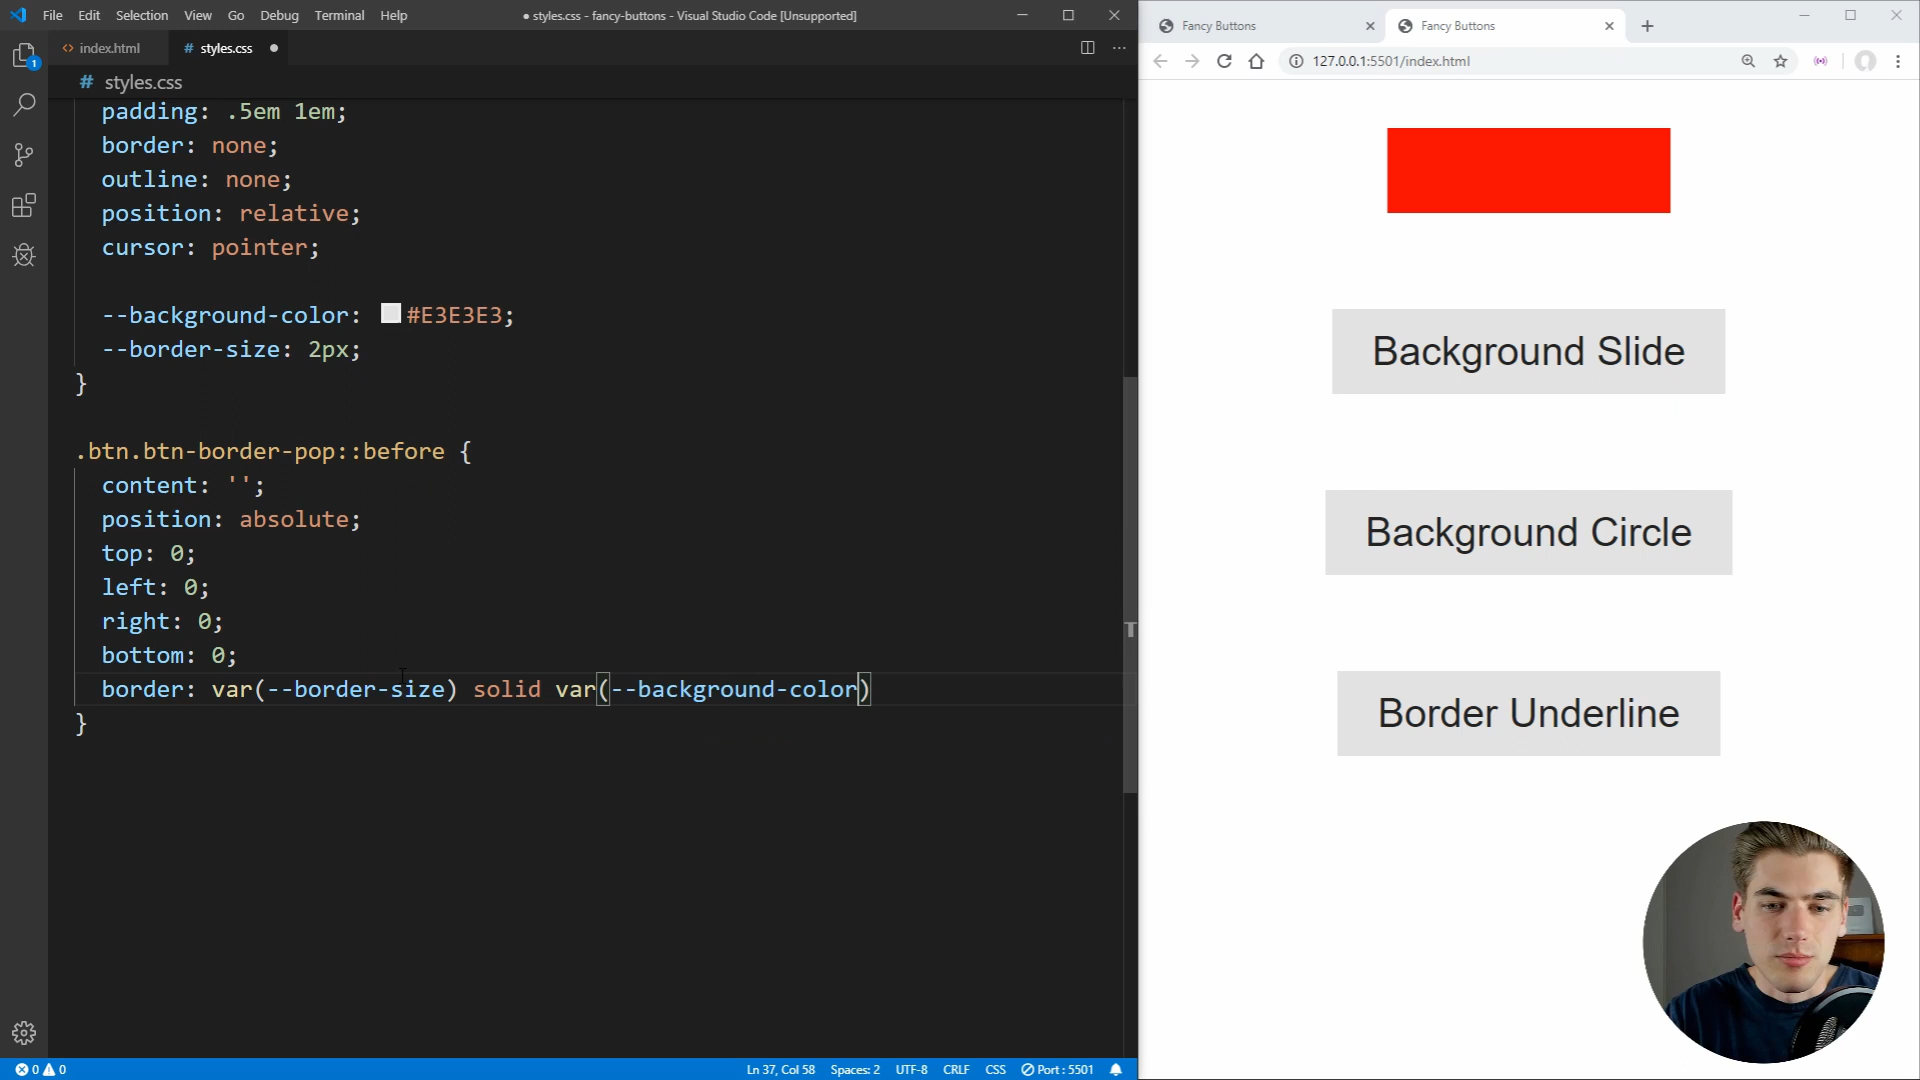 File Edit Selection View Go Debug Terminal Help
● styles.css - fancy-buttons - Visual Studio Code [Unsupported]
<> index.html
# styles.css ●
# styles.css
padding: .5em 1em;
border: none;
outline: none;
position: relative;
cursor: pointer;
--background-color: #E3E3E3;
--border-size: 2px;
}
.btn.btn-border-pop::before {
content: '';
position: absolute;
top: 0;
left: 0;
right: 0;
bottom: 0;
border: var(--border-size) solid var(--background-color)
}
1
0 0
Ln 37, Col 58 Spaces: 2 UTF-8 CRLF CSS Port : 5501
Fancy Buttons
Fancy Buttons
127.0.0.1:5501/index.html
Background Slide
Background Circle
Border Underline